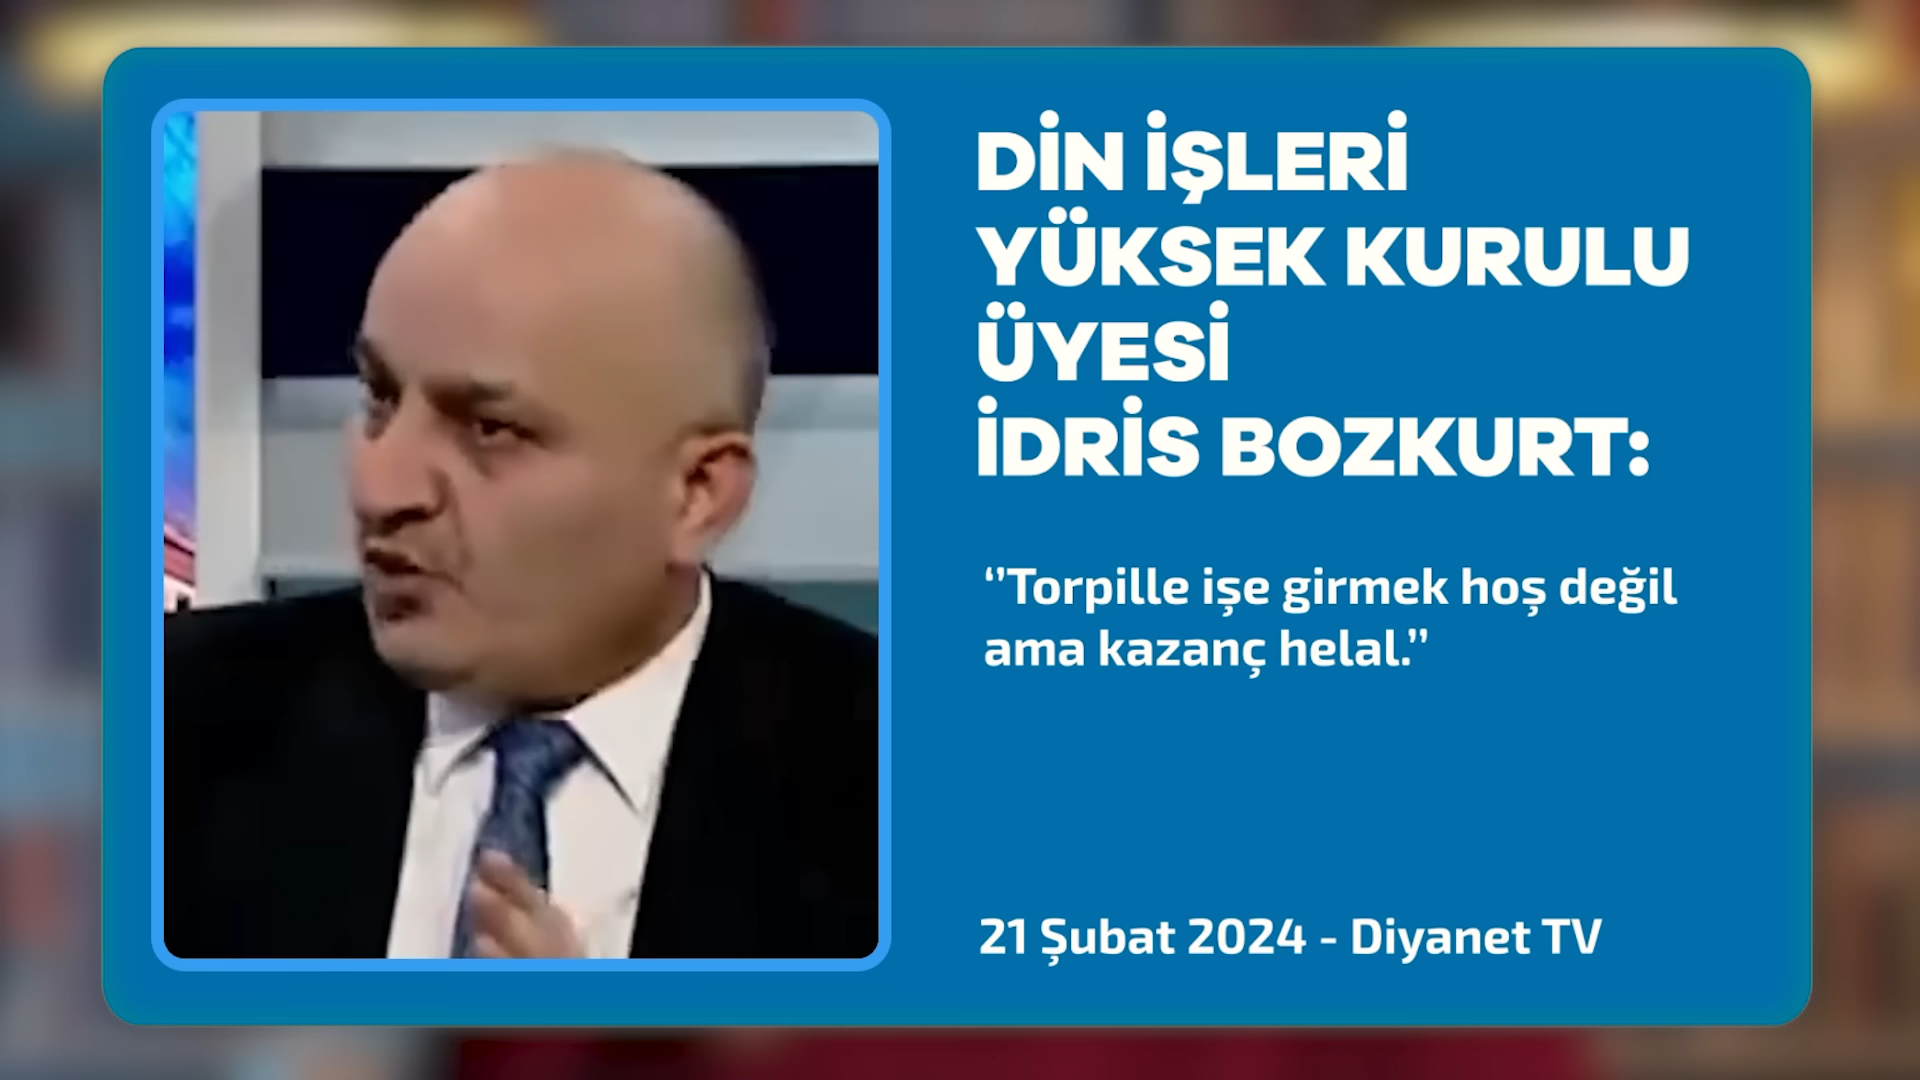 DİN İŞLERİ
YÜKSEK KURULU
ÜYESİ
İDRİS BOZKURT:
‘’Torpille işe girmek hoş değil
ama kazanç helal.’’
21 Şubat 2024 - Diyanet TV